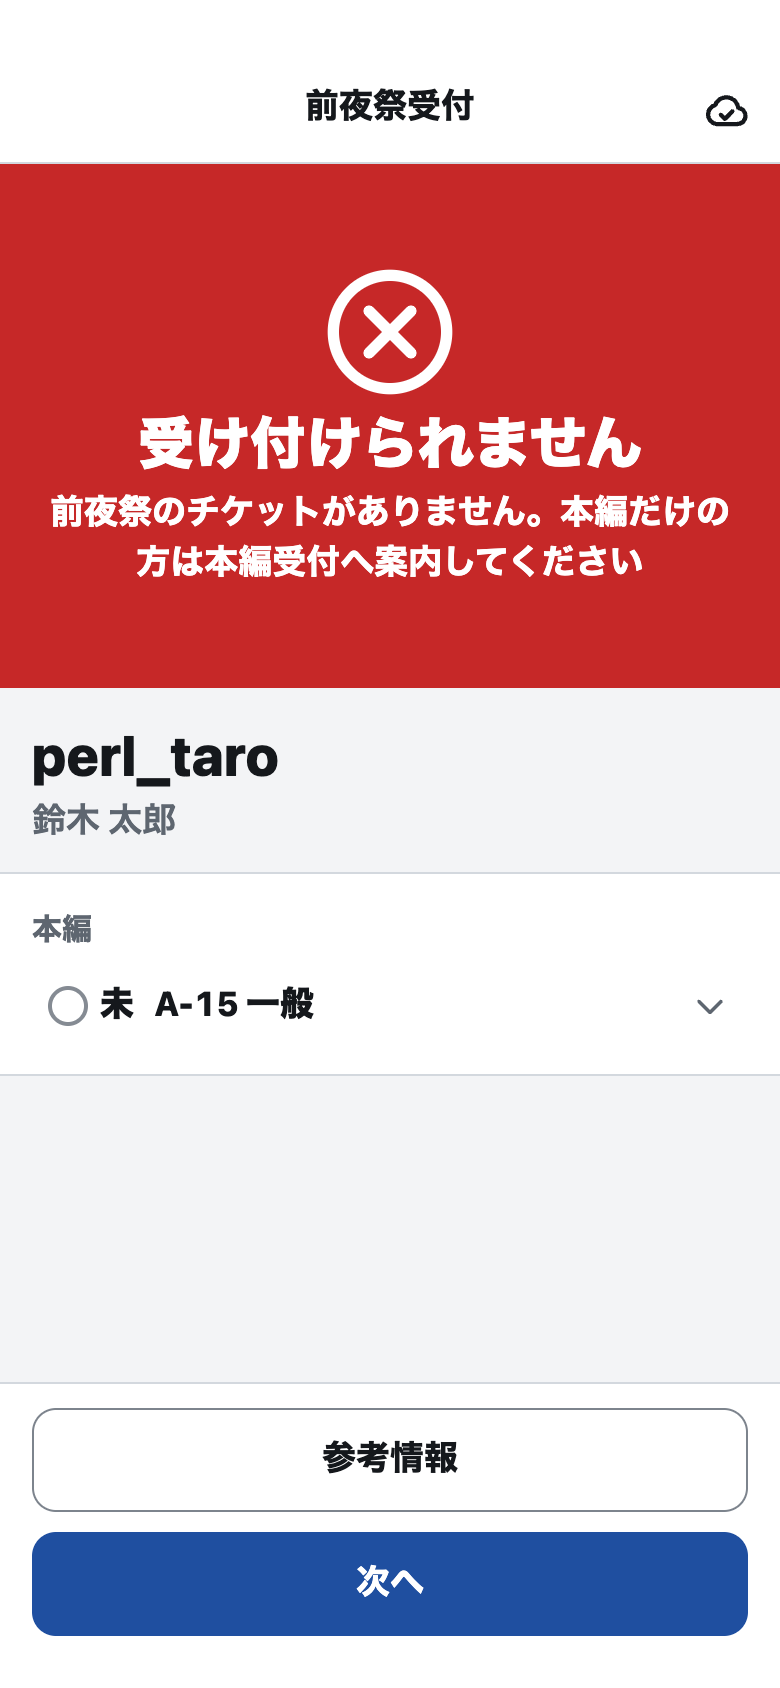 前夜祭受付
受け付けられません
前夜祭のチケットがありません。本編だけの
方は本編受付へ案内してください
perl_taro
鈴木 太郎
本編
未 A-15 一般
参考情報
次へ